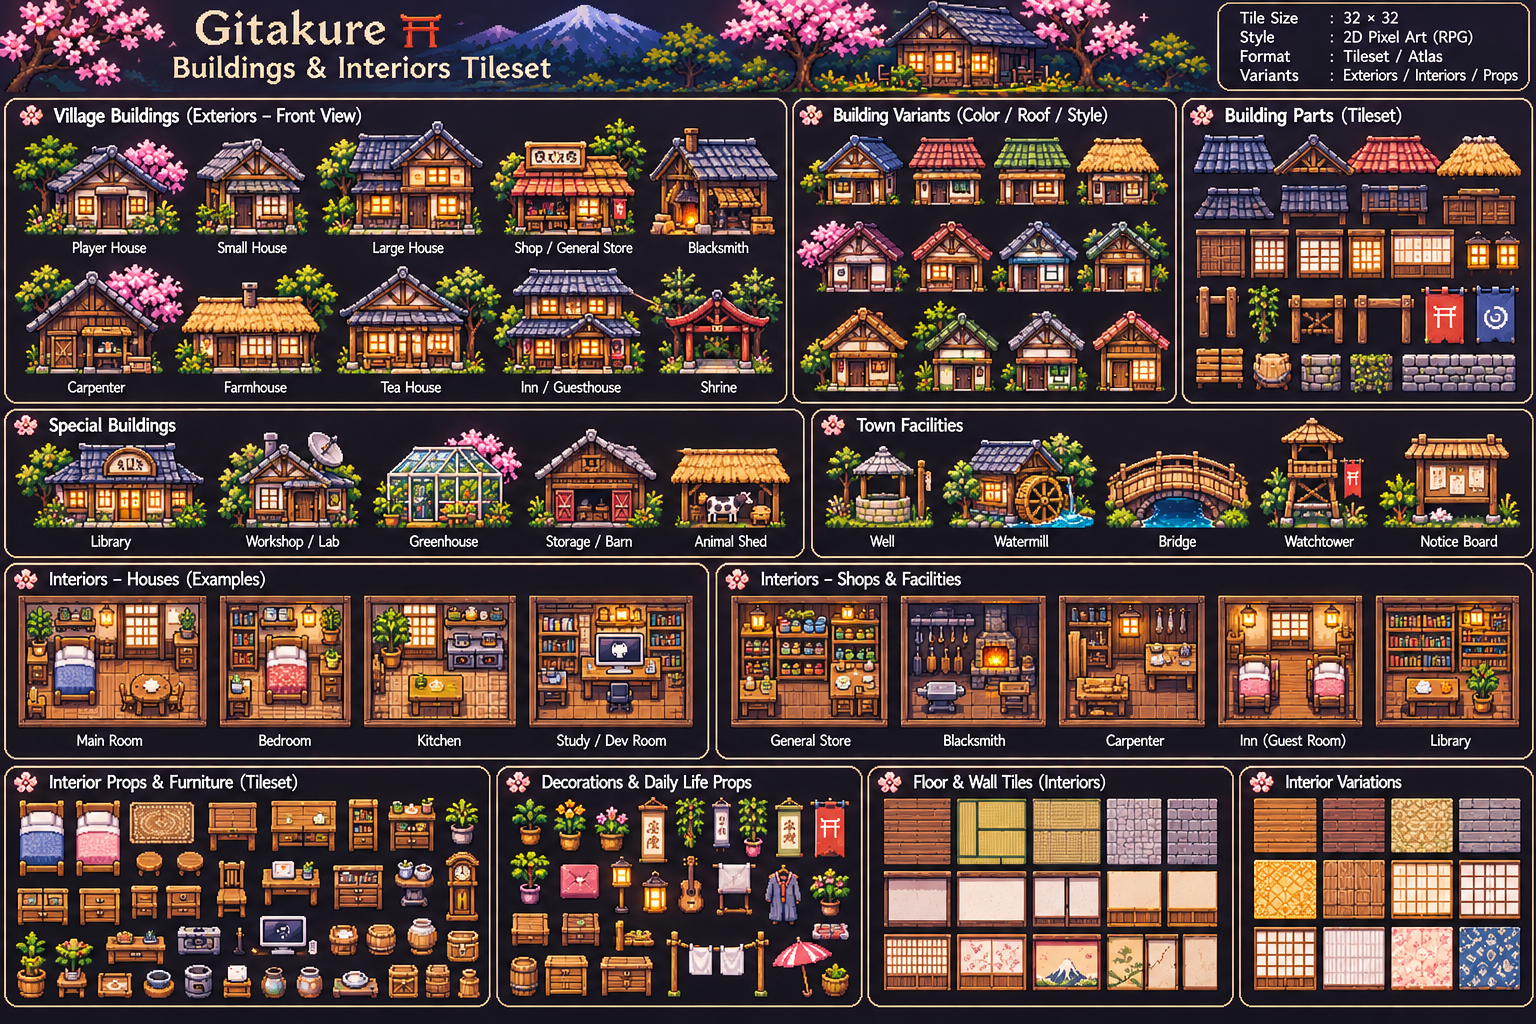 Gitakure
Buildings & Interiors Tileset
Tile Size : 32 × 32
Style : 2D Pixel Art (RPG)
Format : Tileset / Atlas
Variants : Exteriors / Interiors / Props
Village Buildings (Exteriors – Front View)
Player House
Small House
Large House
Shop / General Store
Blacksmith
Carpenter
Farmhouse
Tea House
Inn / Guesthouse
Shrine
Building Variants (Color / Roof / Style)
Building Parts (Tileset)
Special Buildings
Library
Workshop / Lab
Greenhouse
Storage / Barn
Animal Shed
Town Facilities
Well
Watermill
Bridge
Watchtower
Notice Board
Interiors – Houses (Examples)
Main Room
Bedroom
Kitchen
Study / Dev Room
Interiors – Shops & Facilities
General Store
Blacksmith
Carpenter
Inn (Guest Room)
Library
Interior Props & Furniture (Tileset)
Decorations & Daily Life Props
Floor & Wall Tiles (Interiors)
Interior Variations